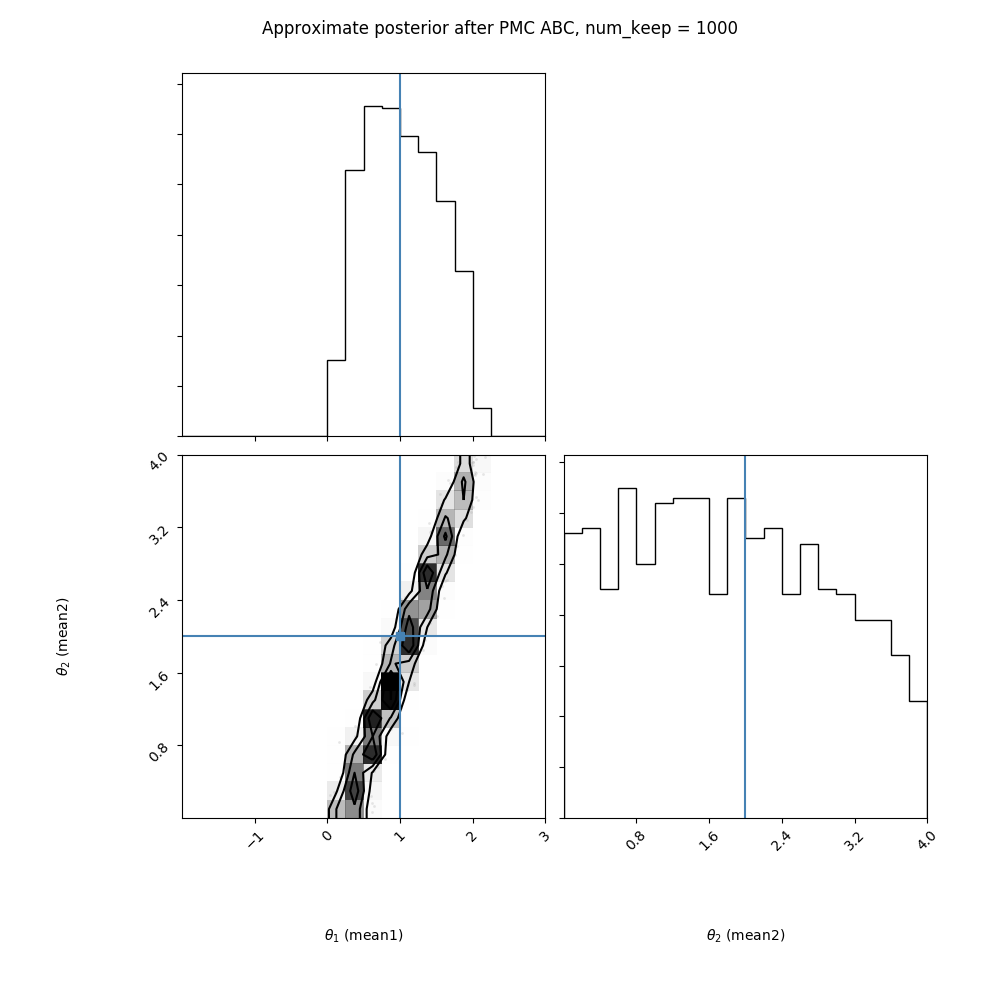 Approximate posterior after PMC ABC, num_keep = 1000
4.0
3.2
2.4
1.6
0.8
θ₂ (mean2)
−1 0 1 2 3
0.8 1.6 2.4 3.2 4.0
θ₁ (mean1)
θ₂ (mean2)